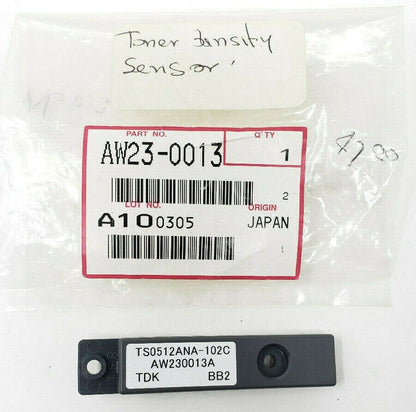 Toner Density
Sensor'
PART NO.
Q'TY
AW23-0013
1
4700
2
LOT NO.
ORIGIN
A10 0305
JAPAN
1
TS0512ANA-102C
AW230013A
TDK BB2